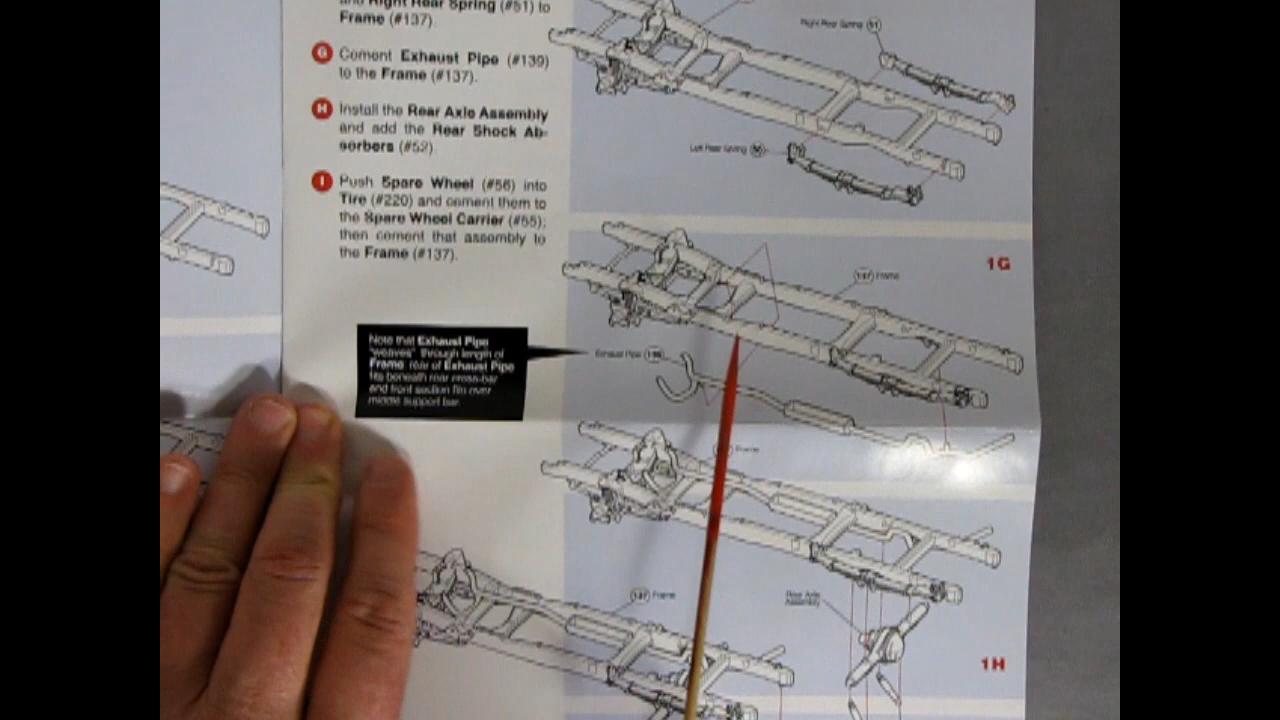 and Right Rear Spring (#51) to
Frame (#137).
G Cement Exhaust Pipe (#139)
to the Frame (#137).
H Install the Rear Axle Assembly
and add the Rear Shock Ab-
sorbers (#52).
I Push Spare Wheel (#56) into
Tire (#220) and cement them to
the Spare Wheel Carrier (#55);
then cement that assembly to
the Frame (#137).
Note that Exhaust Pipe
"weaves" through length of
Frame; rear of Exhaust Pipe
fits beneath rear cross-bar
and front section fits over
middle support bar.
Right Rear Spring 51
Left Rear Spring 50
1G
137 Frame
Exhaust Pipe 139
Frame
137 Frame
Rear Axle
Assembly
1H